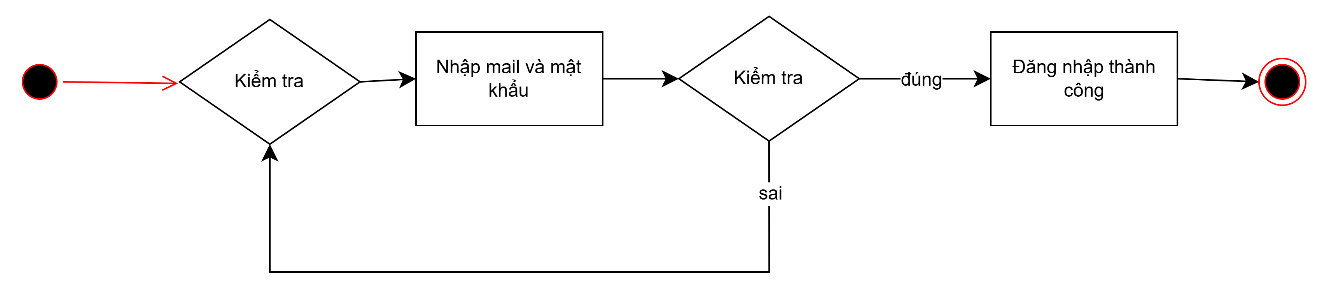 Kiểm tra
Nhập mail và mật
khẩu
Kiểm tra
đúng
Đăng nhập thành
công
sai